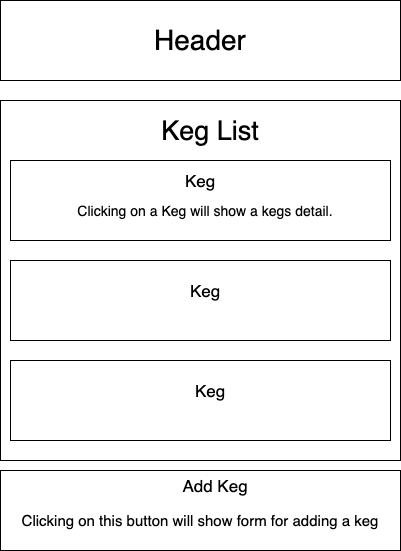 Header
Keg List
Keg
Clicking on a Keg will show a kegs detail.
Keg
Keg
Add Keg
Clicking on this button will show form for adding a keg